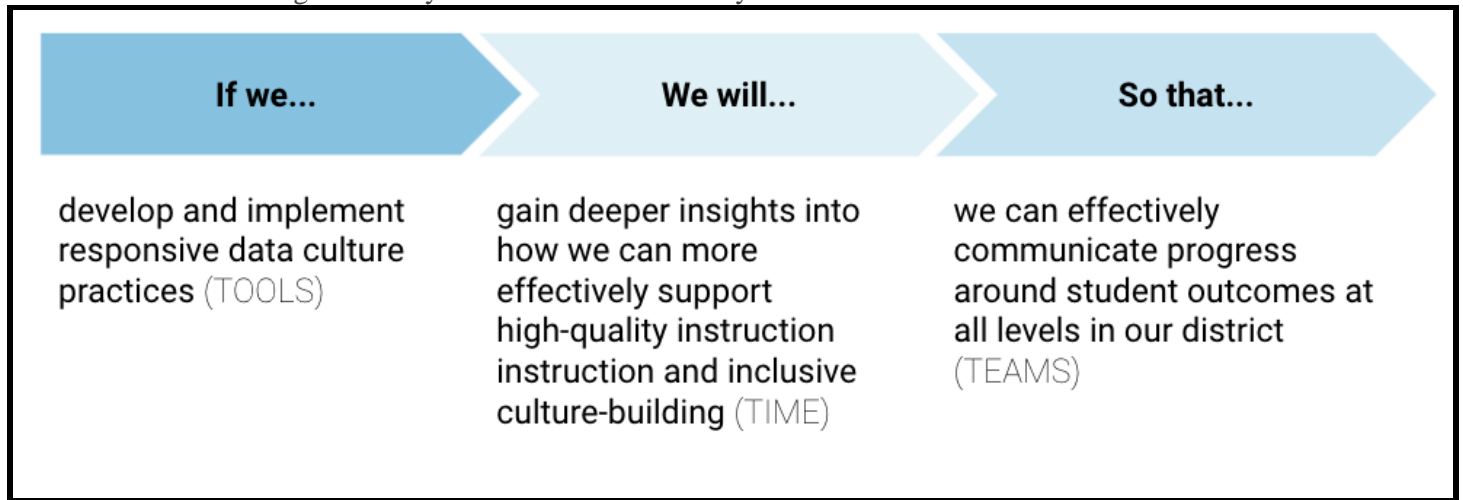 If we...
We will...
So that...
develop and implement
responsive data culture
practices (TOOLS)
gain deeper insights into
how we can more
effectively support
high-quality instruction
instruction and inclusive
culture-building (TIME)
we can effectively
communicate progress
around student outcomes at
all levels in our district
(TEAMS)